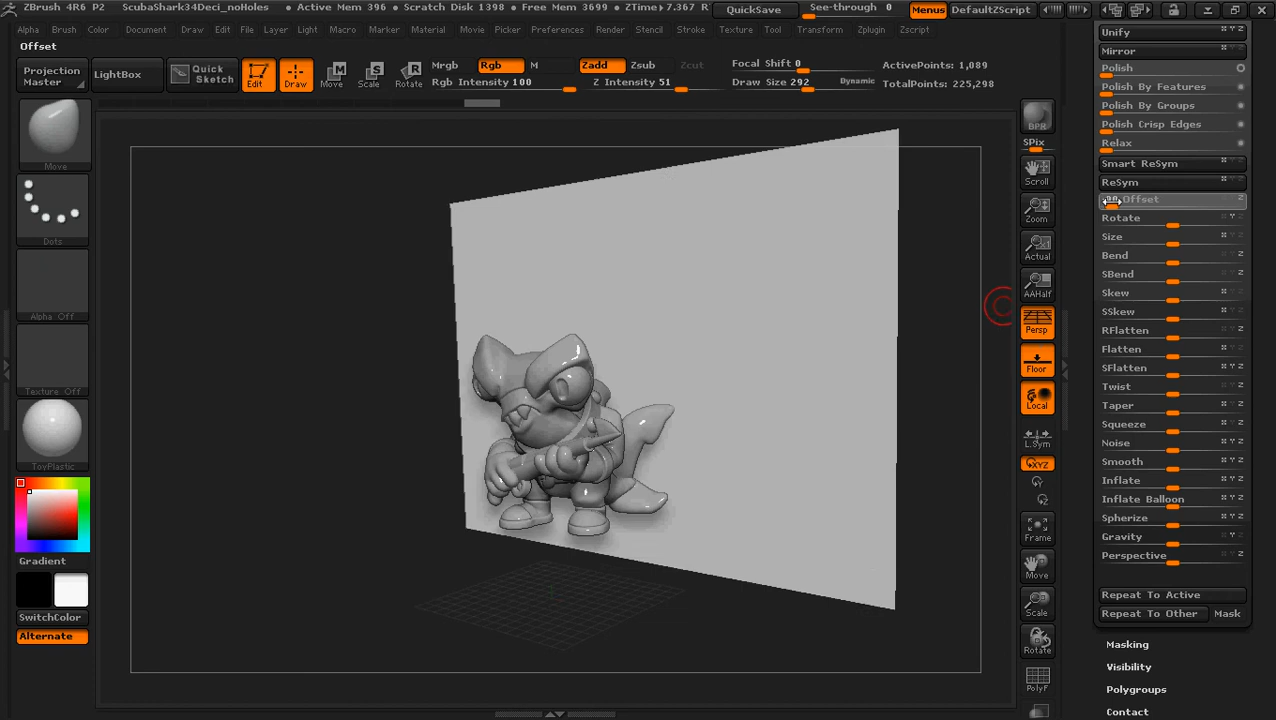 ZBrush 4R6 P2 ScubaShark34Deci_noHoles • Active Mem 396 • Scratch Disk 1398 • Free Mem 3699 • ZTime▸7.367 R QuickSave See-through 0 Menus DefaultZScript
Alpha Brush Color Document Draw Edit File Layer Light Macro Marker Material Movie Picker Preferences Render Stencil Stroke Texture Tool Transform Zplugin Zscript
Offset
Projection Master
LightBox
Quick Sketch
Edit
Draw
Move
Scale
Rotate
Mrgb Rgb M
Rgb Intensity 100
Zadd Zsub Zcut
Z Intensity 51
Focal Shift 0
Draw Size 292 Dynamic
ActivePoints: 1,089
TotalPoints: 225,298
Move
Dots
Alpha Off
Texture Off
ToyPlastic
Gradient
SwitchColor
Alternate
BPR
SPix
Scroll
Zoom
Actual
AAHalf
Persp
Floor
Local
L.Sym
XYZ
Y
Z
Frame
Move
Scale
Rotate
PolyF
Unify
Mirror
Polish
Polish By Features
Polish By Groups
Polish Crisp Edges
Relax
Smart ReSym
ReSym
Offset
Rotate
Size
Bend
SBend
Skew
SSkew
RFlatten
Flatten
SFlatten
Twist
Taper
Squeeze
Noise
Smooth
Inflate
Inflate Balloon
Spherize
Gravity
Perspective
Repeat To Active
Repeat To Other Mask
Masking
Visibility
Polygroups
Contact